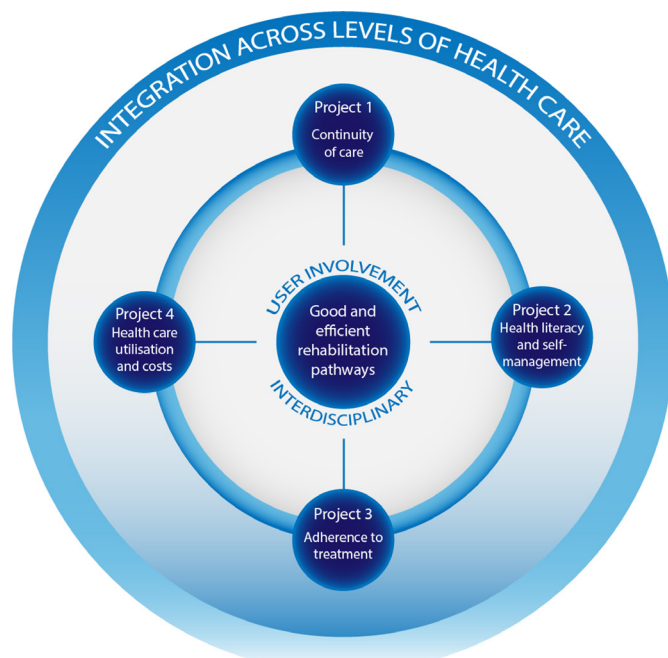 INTEGRATION ACROSS LEVELS OF HEALTH CARE
Project 1
Continuity
of care
USER INVOLVEMENT
Good and
efficient
rehabilitation
pathways
INTERDISCIPLINARY
Project 2
Health literacy
and self-
management
Project 3
Adherence to
treatment
Project 4
Health care
utilisation
and costs